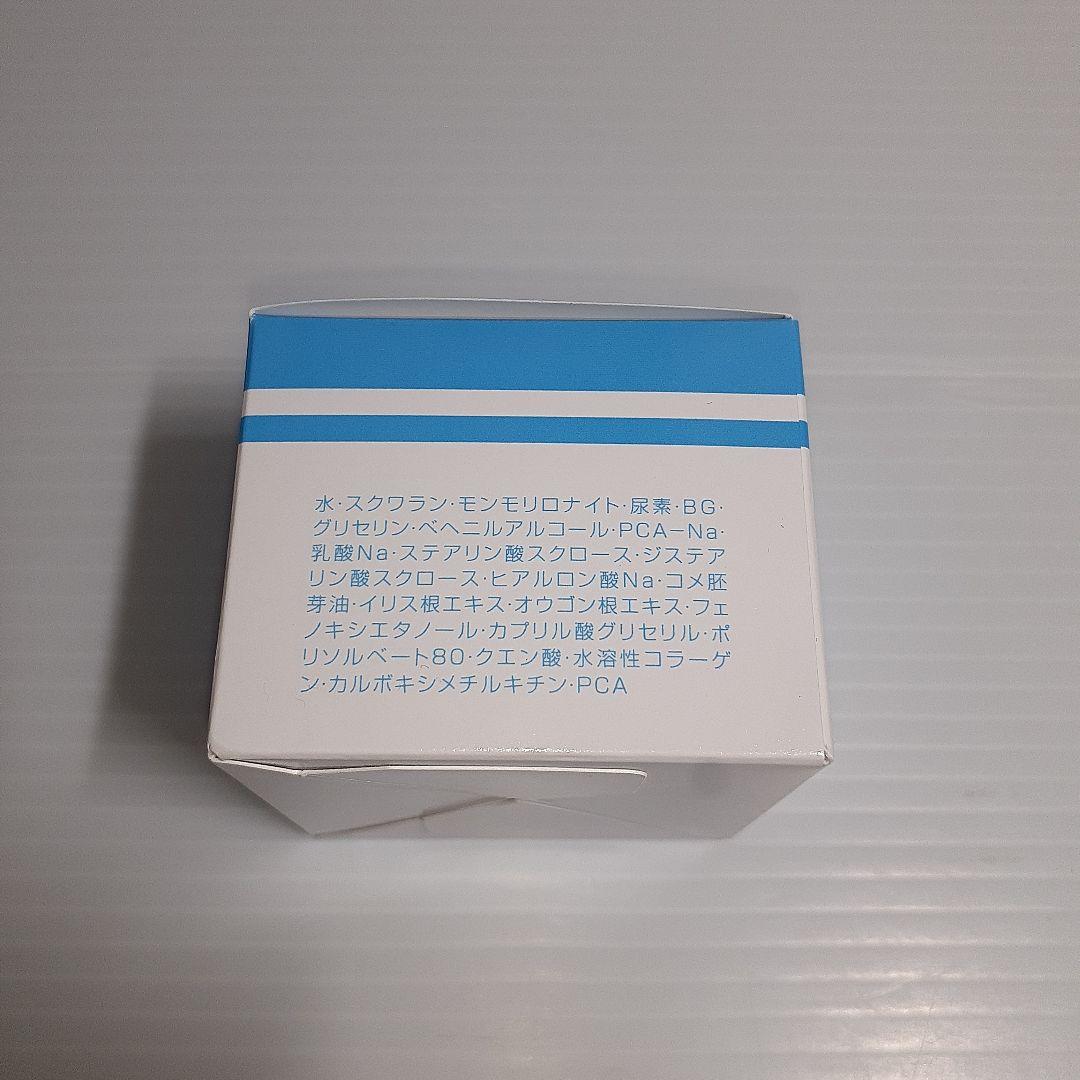 水・スクワラン・モンモリロナイト・尿素・BG・
グリセリン・ベヘニルアルコール・PCA－Na・
乳酸Na・ステアリン酸スクロース・ジステア
リン酸スクロース・ヒアルロン酸Na・コメ胚
芽油・イリス根エキス・オウゴン根エキス・フェ
ノキシエタノール・カプリル酸グリセリル・ポ
リソルベート80・クエン酸・水溶性コラーゲ
ン・カルボキシメチルキチン・PCA